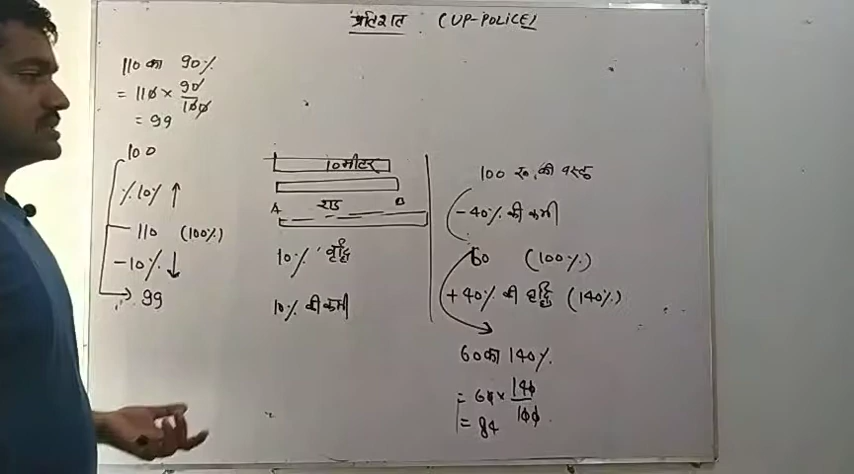 प्रतिशत (UP-POLICE)
110 का 90%
= 110 × 90/100
= 99
100
10% ↑
110 (100%)
-10% ↓
99
10 मीटर
A राड B
10% वृद्धि
10% की कमी
100 रु. की वस्तु
-40% की कमी
60 (100%)
+40% की वृद्धि (140%)
60 का 140%
= 60 × 140/100
= 84